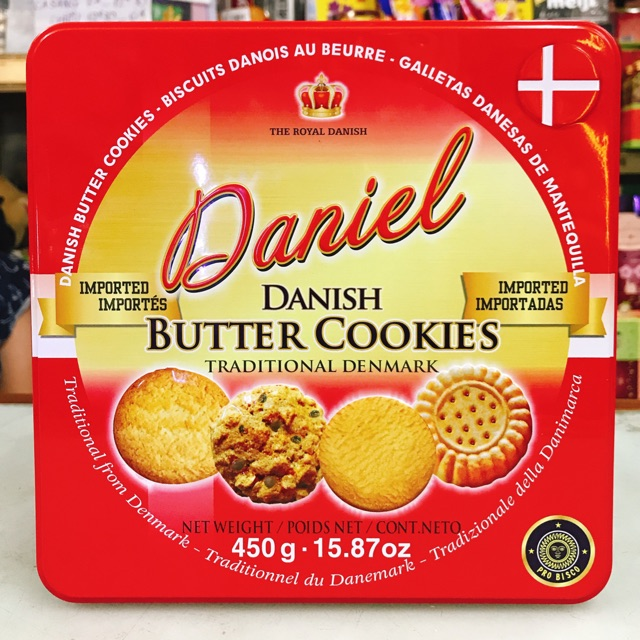 DANISH BUTTER COOKIES - BISCUITS DANOIS AU BEURRE - GALLETAS DANESAS DE MANTEQUILLA
THE ROYAL DANISH
Daniel
IMPORTED
IMPORTÉS
IMPORTED
IMPORTADAS
DANISH
BUTTER COOKIES
TRADITIONAL DENMARK
NET WEIGHT / POIDS NET / CONT.NETO.
450 g · 15.87oz
Traditional from Denmark - Traditionnel du Danemark - Tradizionale della Danimarca
PRO BISCO